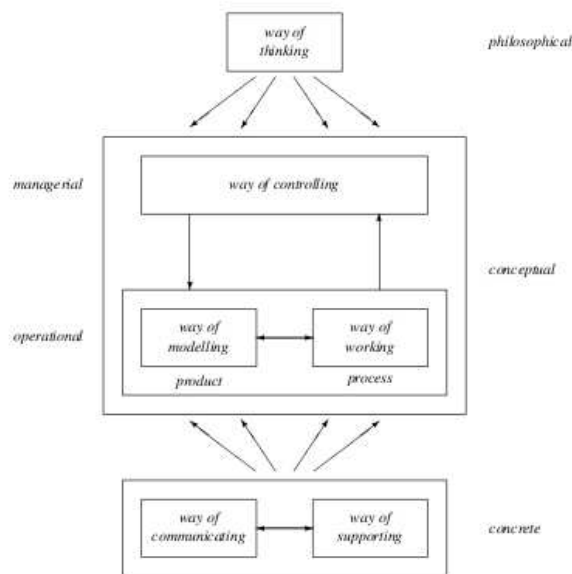 way of
thinking
philosophical
managerial
way of controlling
conceptual
operational
way of
modelling
way of
working
product
process
way of
communicating
way of
supporting
concrete